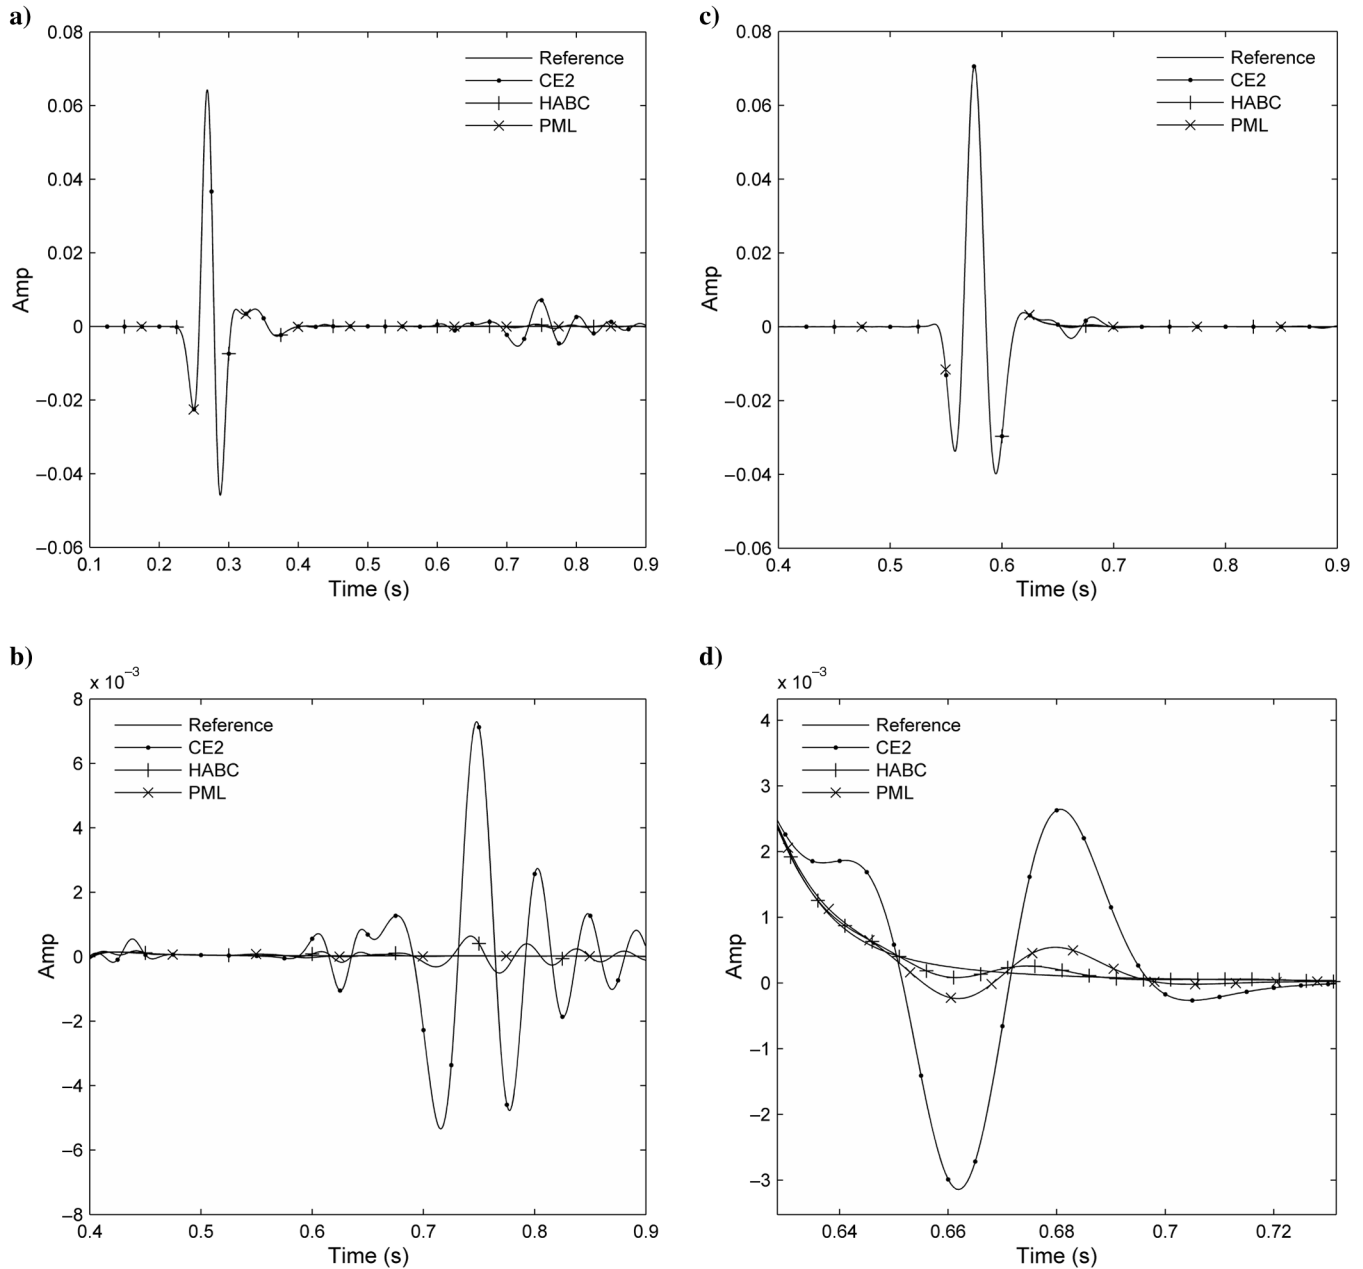 a)
0.08
0.06
0.04
0.02
0
−0.02
−0.04
−0.06
Amp
0.1 0.2 0.3 0.4 0.5 0.6 0.7 0.8 0.9
Time (s)
Reference
CE2
HABC
PML
c)
0.08
0.06
0.04
0.02
0
−0.02
−0.04
−0.06
Amp
0.4 0.5 0.6 0.7 0.8 0.9
Time (s)
Reference
CE2
HABC
PML
b)
x 10−3
8
6
4
2
0
−2
−4
−6
−8
Amp
0.4 0.5 0.6 0.7 0.8 0.9
Time (s)
Reference
CE2
HABC
PML
d)
x 10−3
4
3
2
1
0
−1
−2
−3
Amp
0.64 0.66 0.68 0.7 0.72
Time (s)
Reference
CE2
HABC
PML